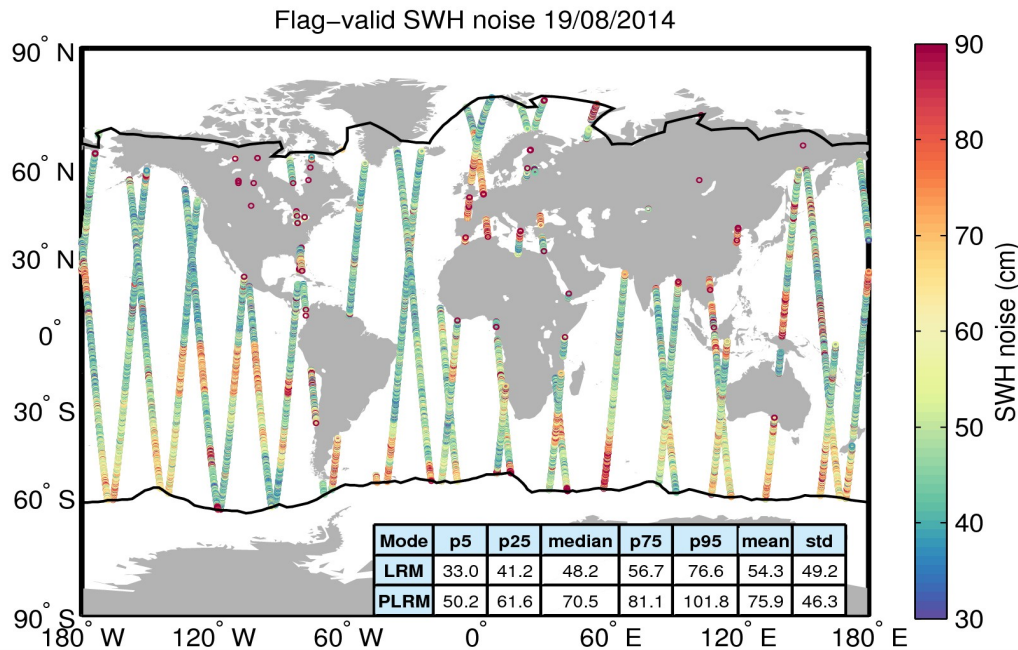 Flag−valid SWH noise 19/08/2014
90° N
60° N
30° N
0°
30° S
60° S
90° S
180° W
120° W
60° W
0°
60° E
120° E
180° E
Mode p5 p25 median p75 p95 mean std
LRM 33.0 41.2 48.2 56.7 76.6 54.3 49.2
PLRM 50.2 61.6 70.5 81.1 101.8 75.9 46.3
90
80
70
60
50
40
30
SWH noise (cm)